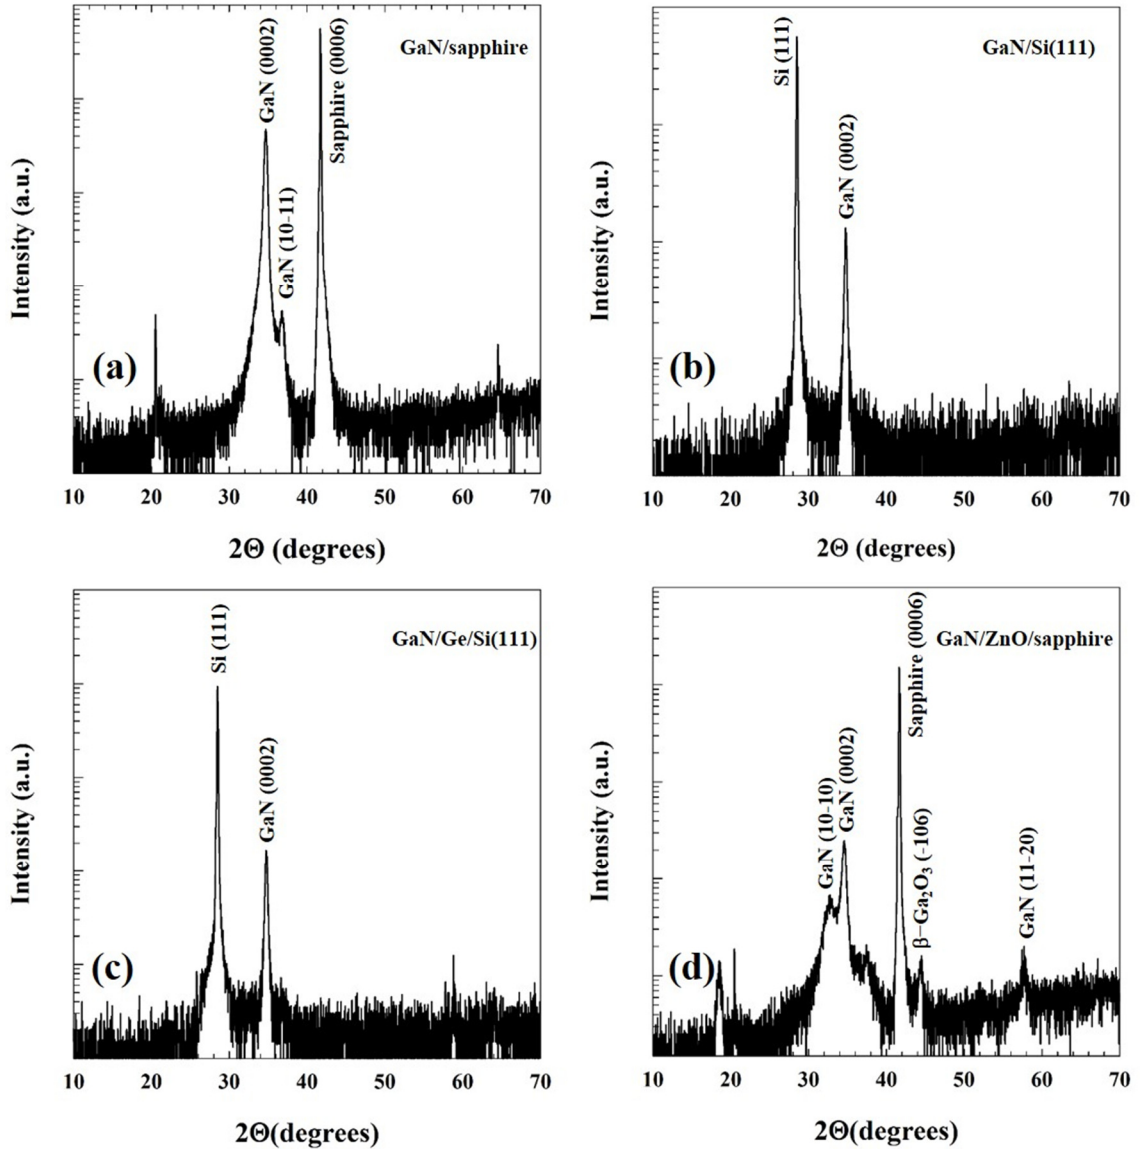 GaN/sapphire
GaN (0002)
GaN (10-11)
Sapphire (0006)
(a)
Intensity (a.u.)
10 20 30 40 50 60 70
2Θ (degrees)
GaN/Si(111)
Si (111)
GaN (0002)
(b)
Intensity (a.u.)
10 20 30 40 50 60 70
2Θ (degrees)
GaN/Ge/Si(111)
Si (111)
GaN (0002)
(c)
Intensity (a.u.)
10 20 30 40 50 60 70
2Θ(degrees)
GaN/ZnO/sapphire
GaN (10-10)
GaN (0002)
Sapphire (0006)
β−Ga₂O₃ (-106)
GaN (11-20)
(d)
Intensity (a.u.)
10 20 30 40 50 60 70
2Θ(degrees)